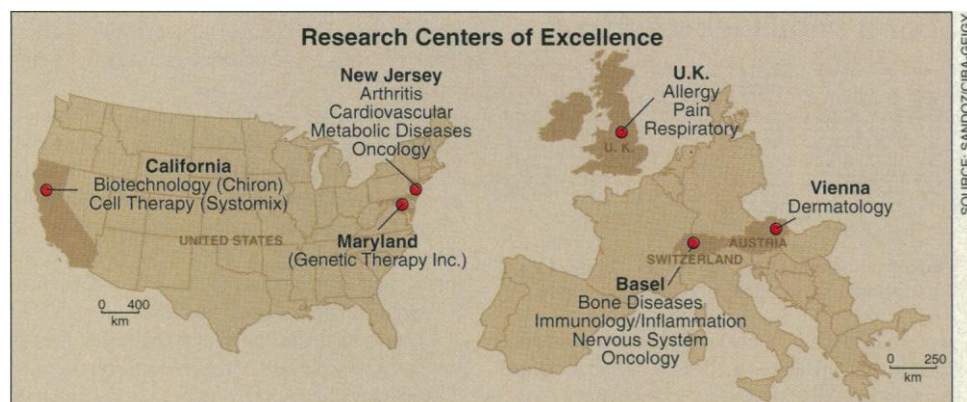 Research Centers of Excellence
New Jersey
Arthritis
Cardiovascular
Metabolic Diseases
Oncology
California
Biotechnology (Chiron)
Cell Therapy (Systomix)
UNITED STATES
Maryland
(Genetic Therapy Inc.)
0 400
km
U.K.
Allergy
Pain
Respiratory
U. K.
Vienna
Dermatology
AUSTRIA
SWITZERLAND
Basel
Bone Diseases
Immunology/Inflammation
Nervous System
Oncology
0 250
km
SOURCE: SANDOZ/CIBA-GEIGY